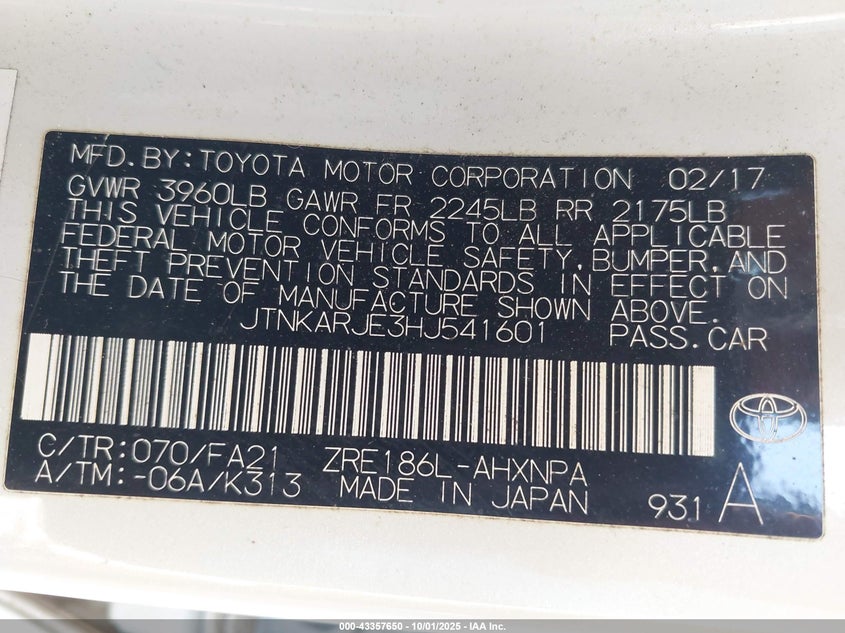 MFD.BY:TOYOTA MOTOR CORPORATION 02/17
GVWR 3960LB GAWR FR 2245LB RR 2175LB
THIS VEHICLE CONFORMS TO ALL APPLICABLE
FEDERAL MOTOR VEHICLE SAFETY,BUMPER,AND
THEFT PREVENTION STANDARDS IN EFFECT ON
THE DATE OF MANUFACTURE SHOWN ABOVE.
JTNKARJE3HJ541601 PASS.CAR
C/TR:070/FA21 ZRE186L-AHXNPA
A/TM:-06A/K313 MADE IN JAPAN 931 A
000-43357650 - 10/01/2025 - IAA Inc.